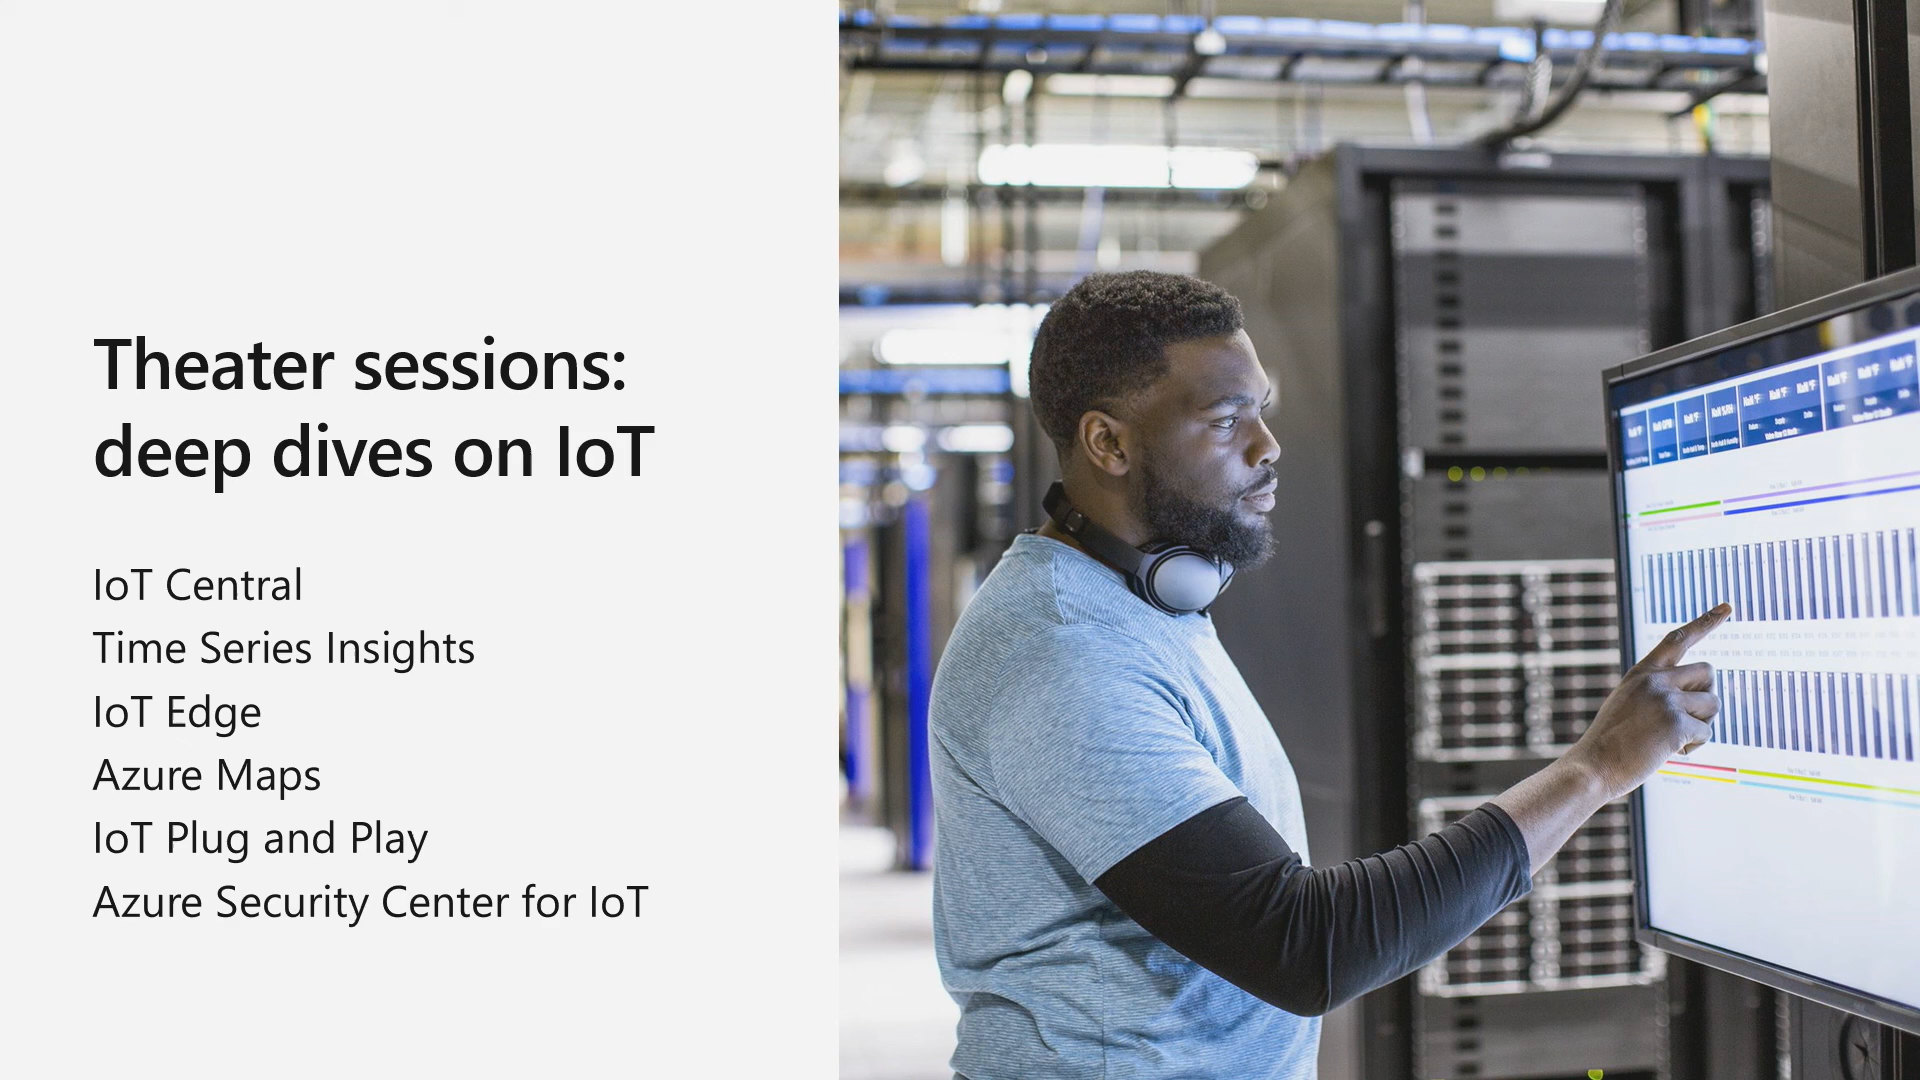 Theater sessions:
deep dives on IoT
IoT Central
Time Series Insights
IoT Edge
Azure Maps
IoT Plug and Play
Azure Security Center for IoT